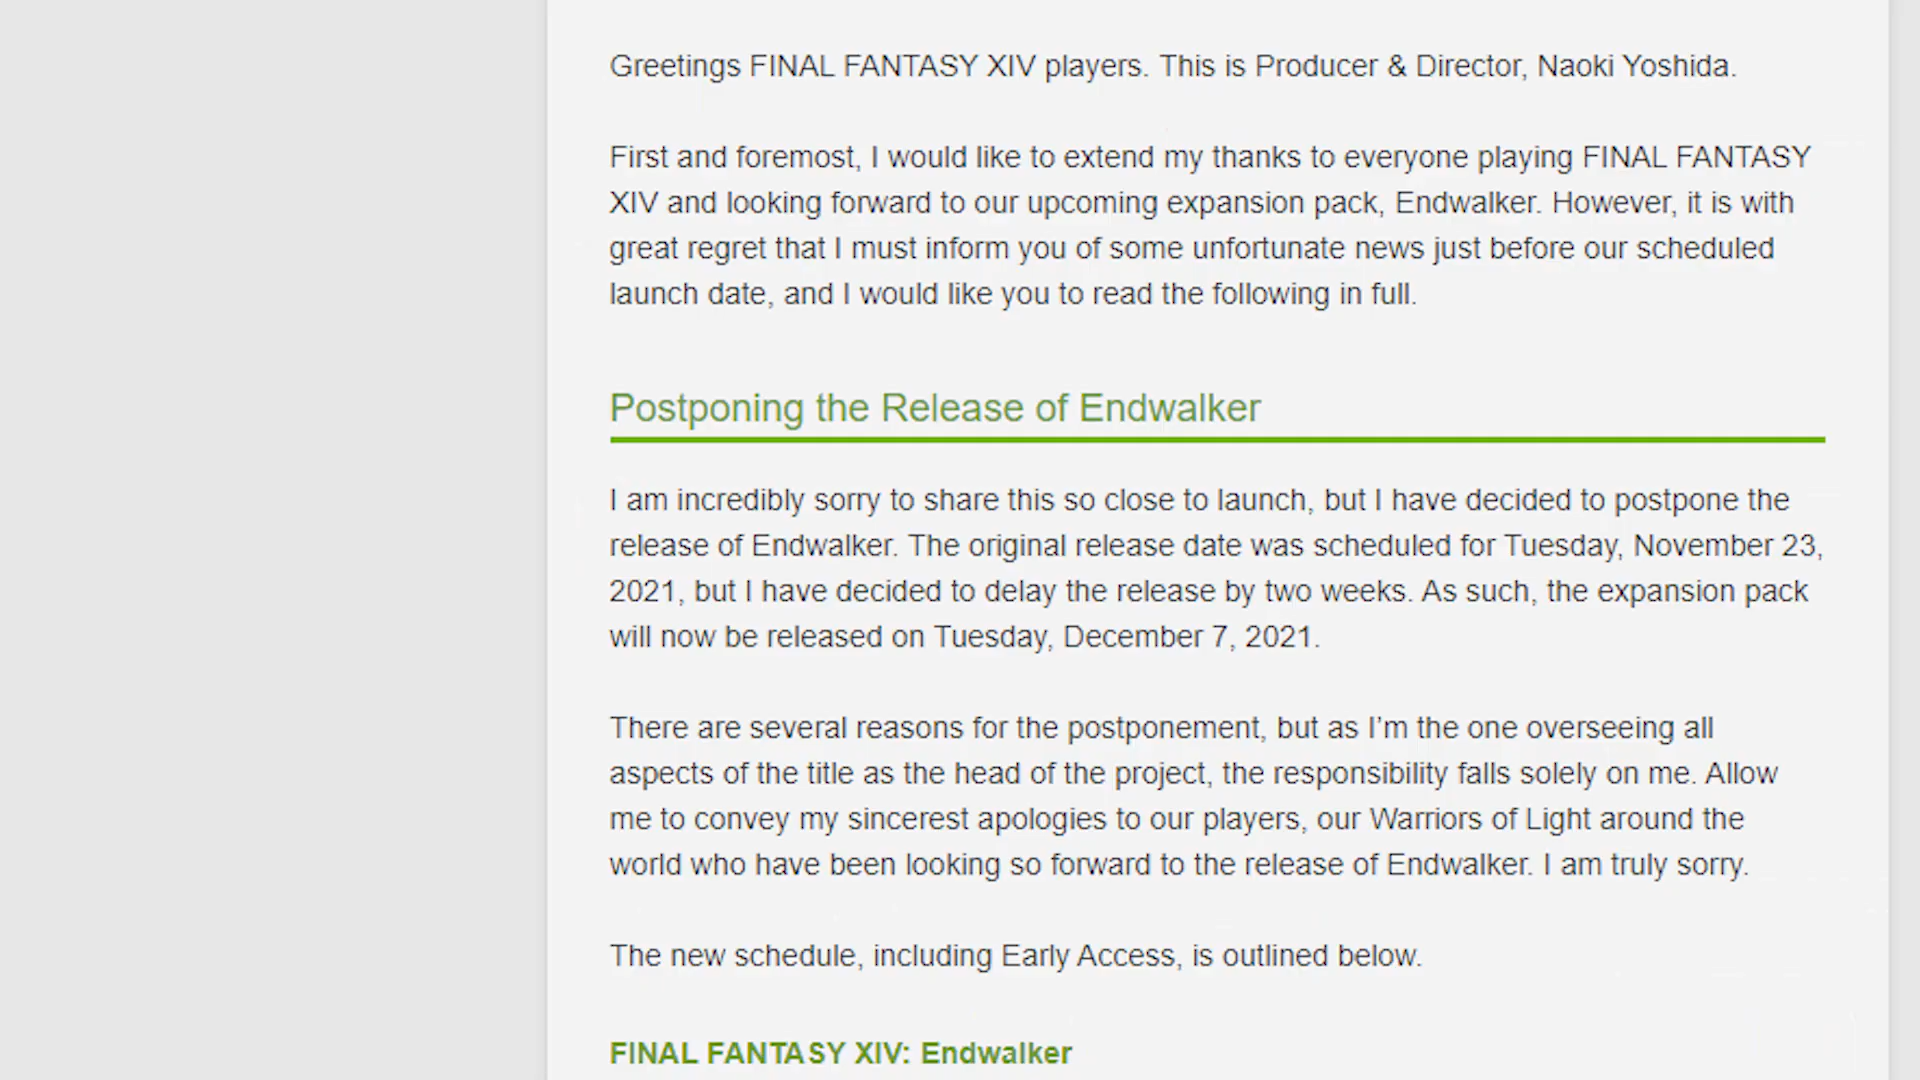 Greetings FINAL FANTASY XIV players. This is Producer & Director, Naoki Yoshida.
First and foremost, I would like to extend my thanks to everyone playing FINAL FANTASY
XIV and looking forward to our upcoming expansion pack, Endwalker. However, it is with
great regret that I must inform you of some unfortunate news just before our scheduled
launch date, and I would like you to read the following in full.
Postponing the Release of Endwalker
I am incredibly sorry to share this so close to launch, but I have decided to postpone the
release of Endwalker. The original release date was scheduled for Tuesday, November 23,
2021, but I have decided to delay the release by two weeks. As such, the expansion pack
will now be released on Tuesday, December 7, 2021.
There are several reasons for the postponement, but as I’m the one overseeing all
aspects of the title as the head of the project, the responsibility falls solely on me. Allow
me to convey my sincerest apologies to our players, our Warriors of Light around the
world who have been looking so forward to the release of Endwalker. I am truly sorry.
The new schedule, including Early Access, is outlined below.
FINAL FANTASY XIV: Endwalker